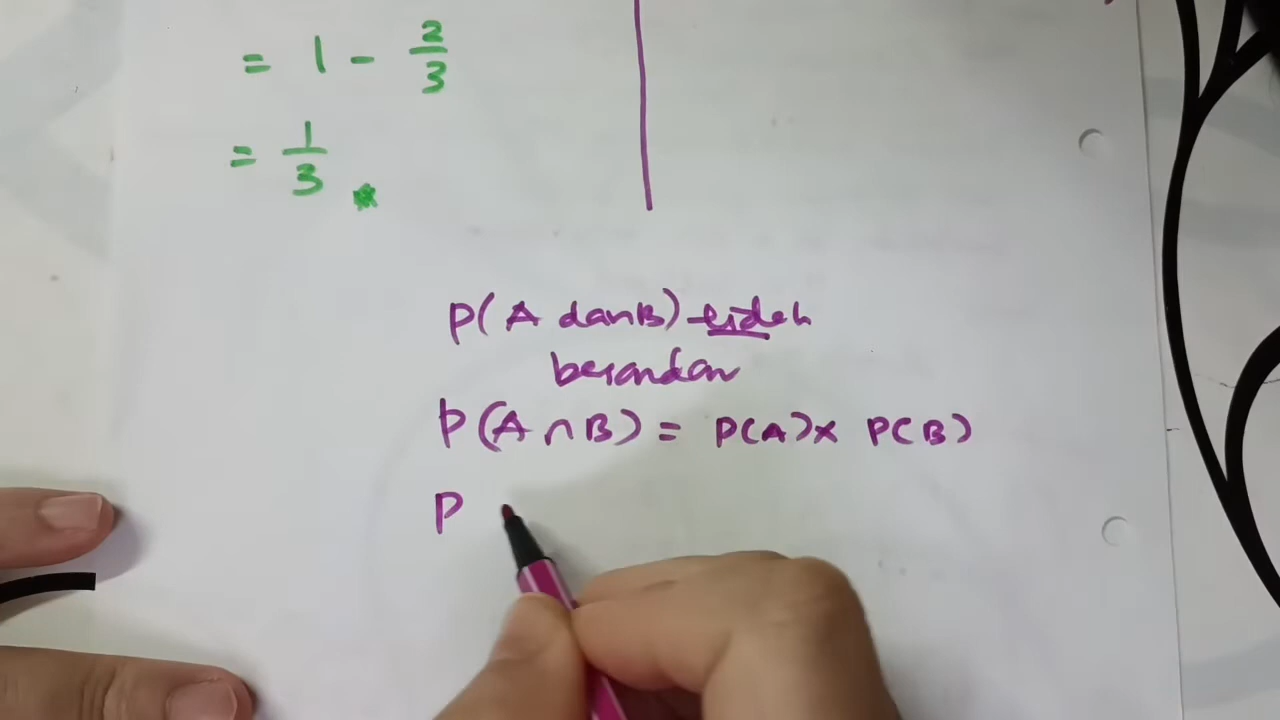 = 1 - 2/3
= 1/3
P(A dan B) tidak
bersandar
P(A ∩ B) = P(A) × P(B)
P